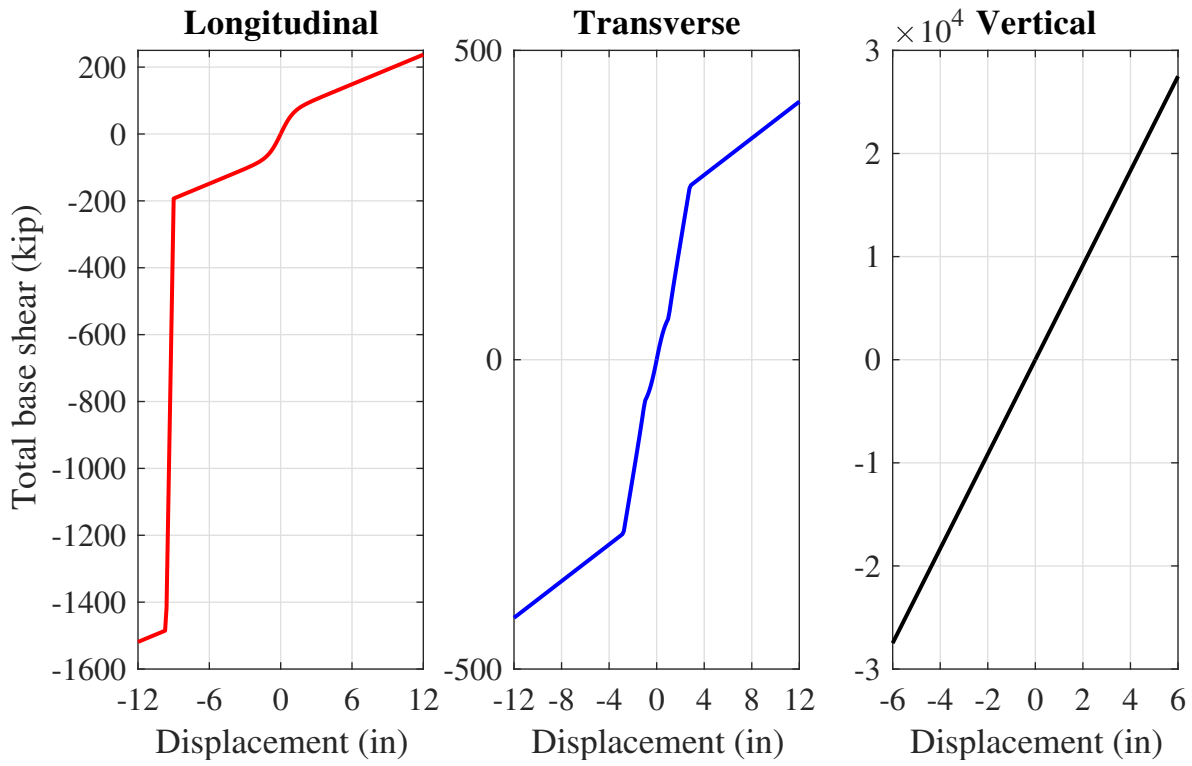 Longitudinal
Transverse
×10⁴ Vertical
Total base shear (kip)
200
0
-200
-400
-600
-800
-1000
-1200
-1400
-1600
-12 -6 0 6 12
Displacement (in)
500
0
-500
-12 -8 -4 0 4 8 12
Displacement (in)
3
2
1
0
-1
-2
-3
-6 -4 -2 0 2 4 6
Displacement (in)